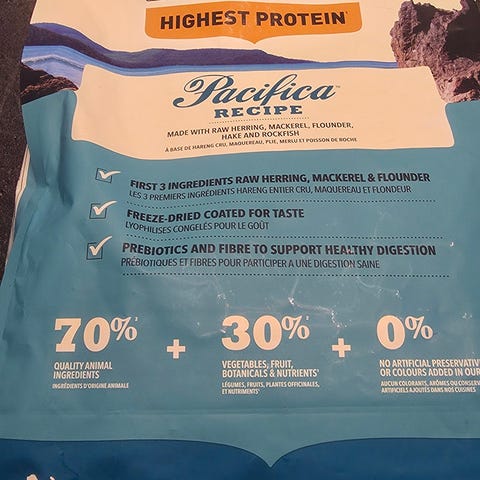 HIGHEST PROTEIN
Pacifica™
RECIPE
MADE WITH RAW HERRING, MACKEREL, FLOUNDER,
HAKE AND ROCKFISH
À BASE DE HARENG CRU, MAQUEREAU, PLIE, MERLU ET POISSON DE ROCHE
FIRST 3 INGREDIENTS RAW HERRING, MACKEREL & FLOUNDER
LES 3 PREMIERS INGRÉDIENTS HARENG ENTIER CRU, MAQUEREAU ET FLONDEUR
FREEZE-DRIED COATED FOR TASTE
LYOPHILISES CONGELÉS POUR LE GOÛT
PREBIOTICS AND FIBRE TO SUPPORT HEALTHY DIGESTION
PRÉBIOTIQUES ET FIBRES POUR PARTICIPER A UNE DIGESTION SAINE
70% + 30% + 0%
QUALITY ANIMAL
INGREDIENTS
INGRÉDIENTS D'ORIGINE ANIMALE
VEGETABLES, FRUIT,
BOTANICALS & NUTRIENTS
LÉGUMES, FRUITS, PLANTES OFFICINALES,
ET NUTRIMENTS
NO ARTIFICIAL PRESERVATIV
OR COLOURS ADDED IN OUR
AUCUN COLORANTS, ARÔMES OU CONSERV
ARTIFICIELS AJOUTÉS DANS NOS CUISINES